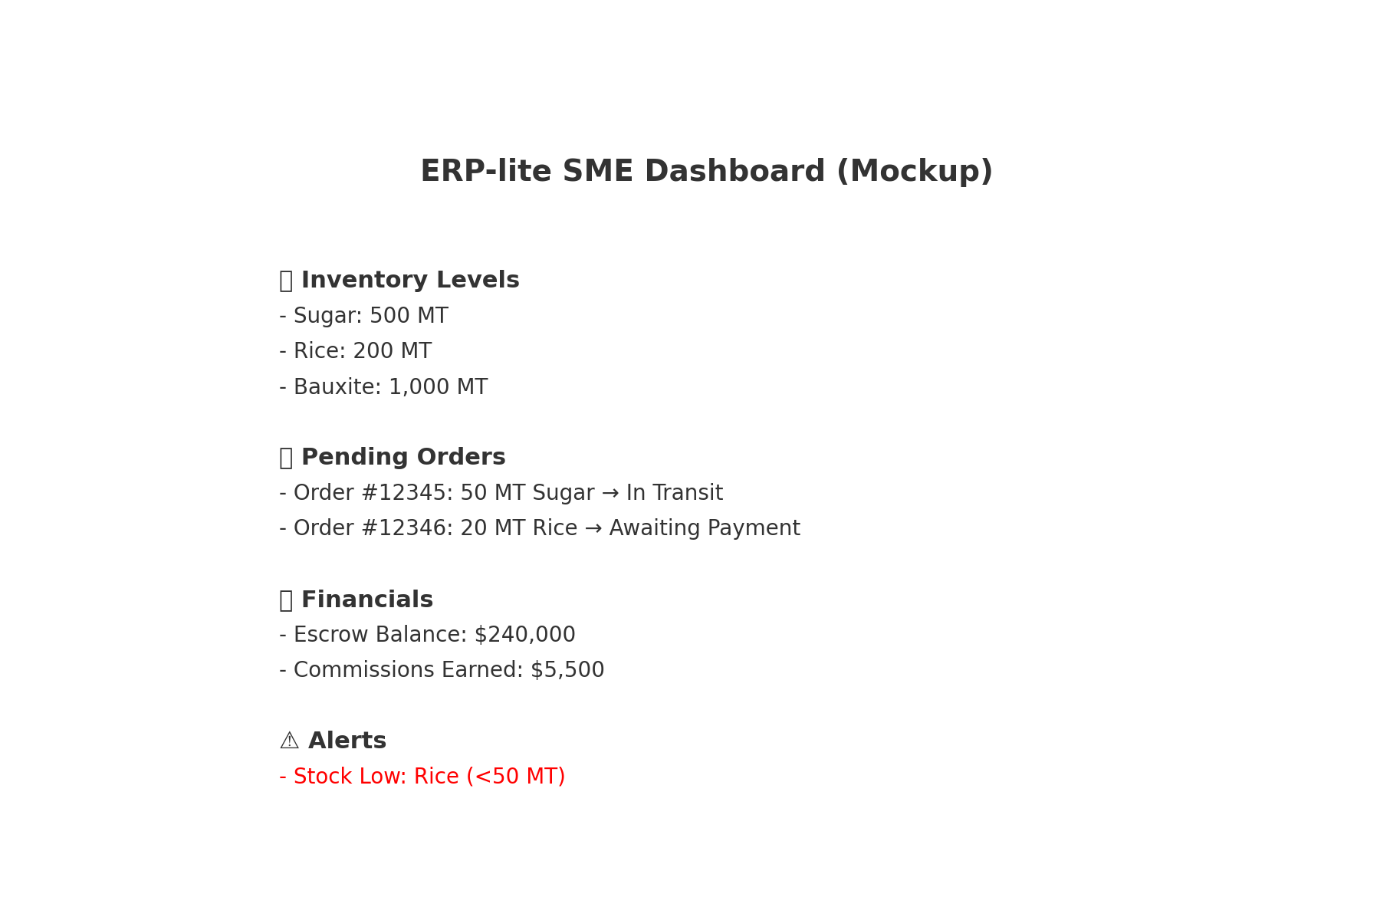 ERP-lite SME Dashboard (Mockup)
Inventory Levels
- Sugar: 500 MT
- Rice: 200 MT
- Bauxite: 1,000 MT
Pending Orders
- Order #12345: 50 MT Sugar → In Transit
- Order #12346: 20 MT Rice → Awaiting Payment
Financials
- Escrow Balance: $240,000
- Commissions Earned: $5,500
⚠ Alerts
- Stock Low: Rice (<50 MT)